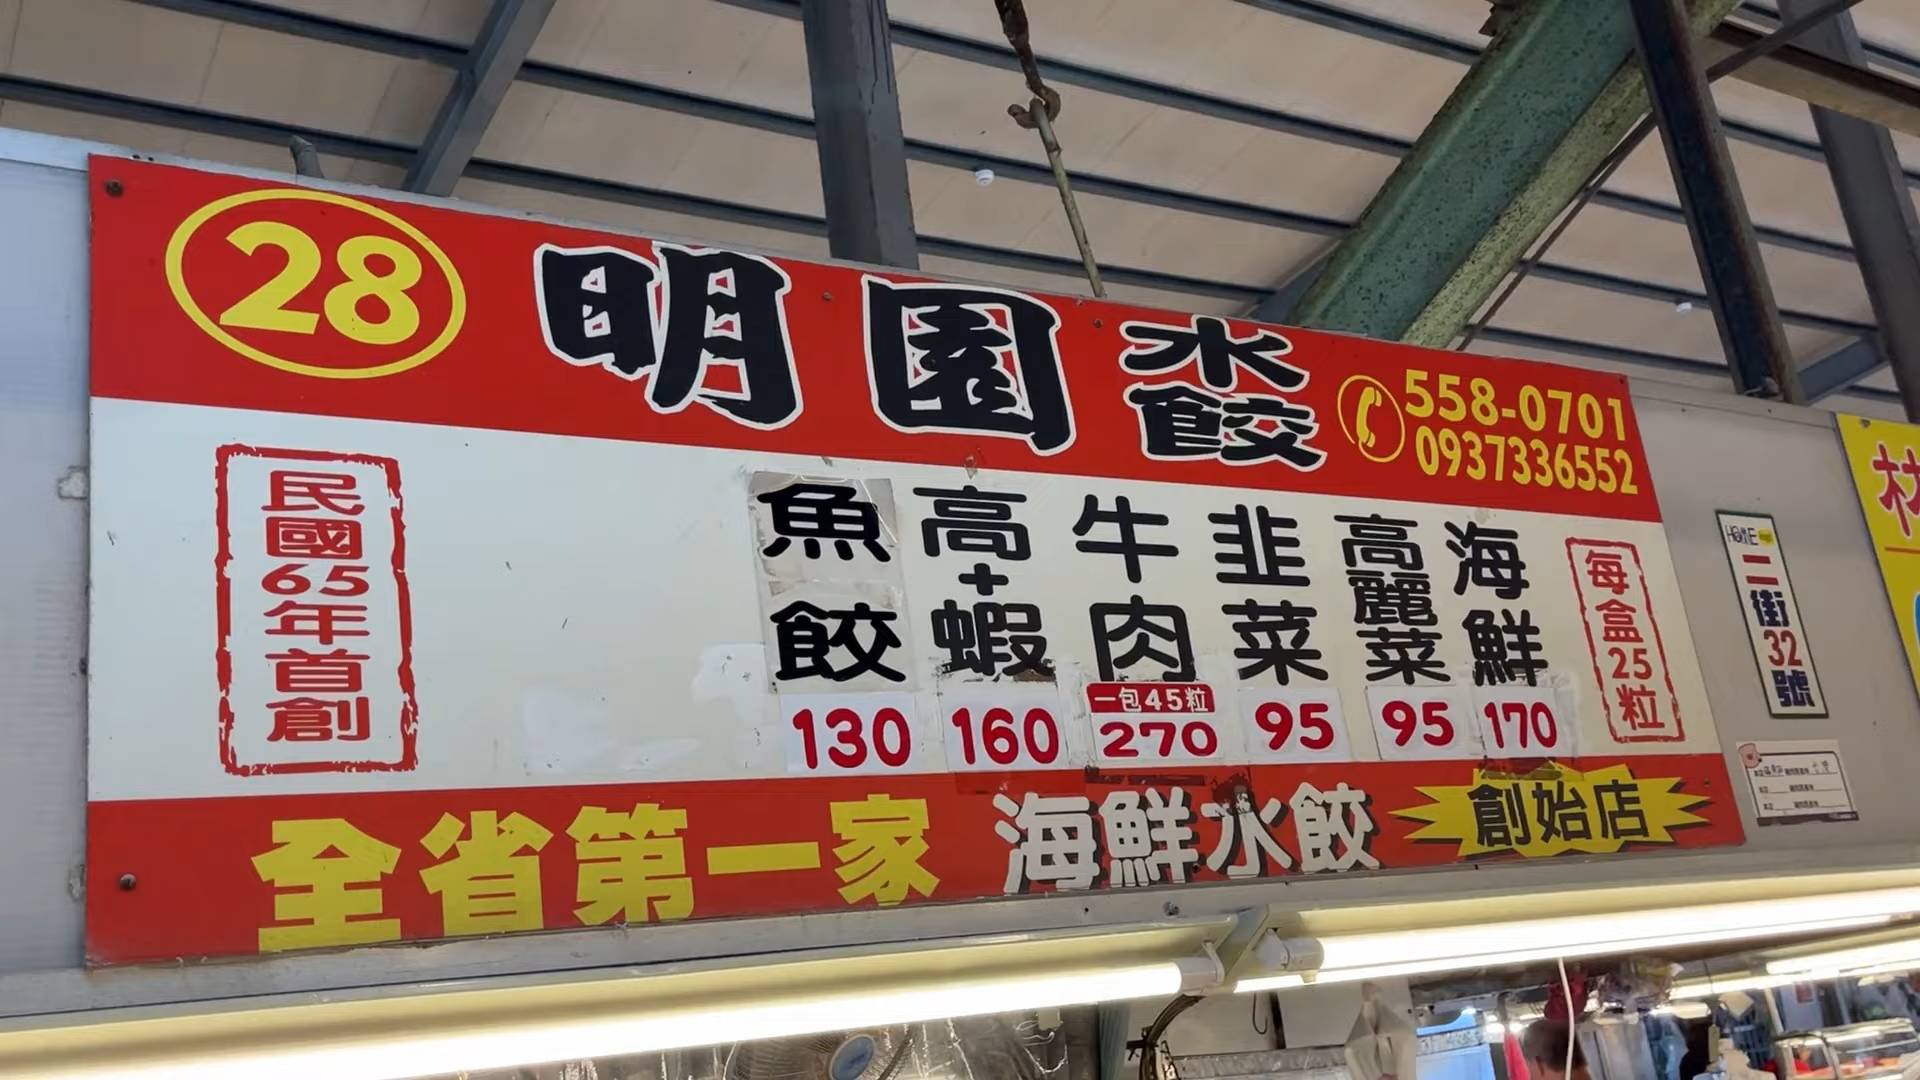 28
明園
水餃
558-0701
0937336552
民國65年首創
魚餃
130
高+蝦
160
牛肉
一包45粒
270
韭菜
95
高麗菜
95
海鮮
170
每盒25粒
全省第一家 海鮮水餃 創始店
HOME
二街32號